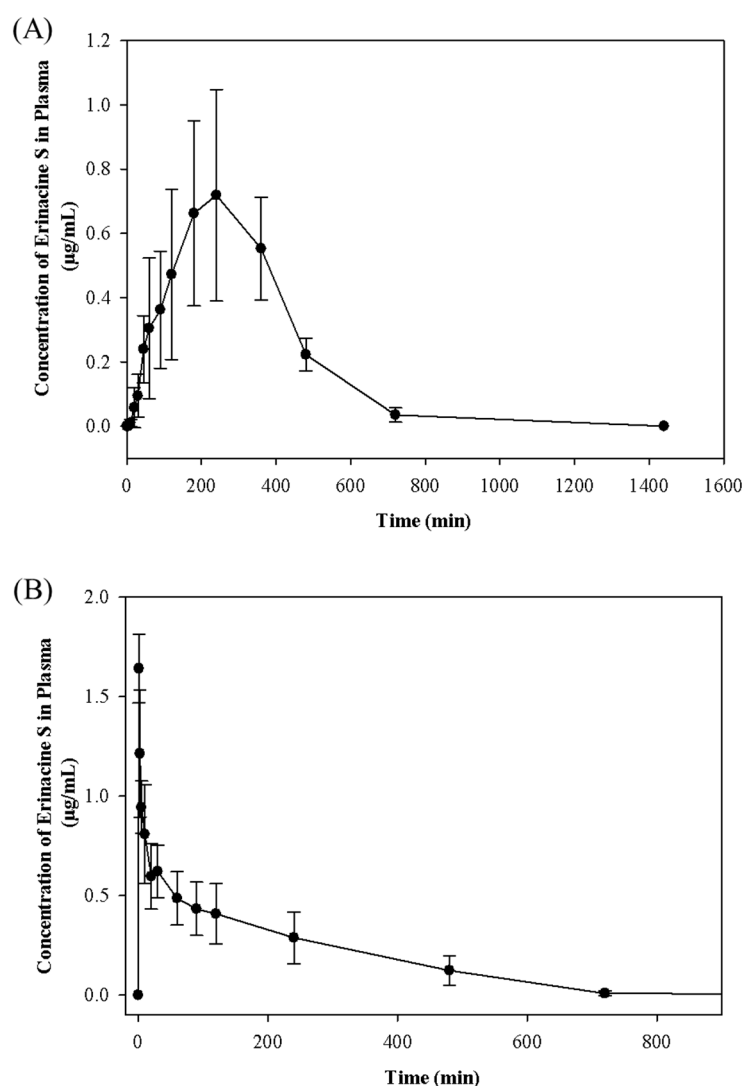 (A)
Concentration of Erinacine S in Plasma
(µg/mL)
1.2
1.0
0.8
0.6
0.4
0.2
0.0
0 200 400 600 800 1000 1200 1400 1600
Time (min)
(B)
Concentration of Erinacine S in Plasma
(µg/mL)
2.0
1.5
1.0
0.5
0.0
0 200 400 600 800
Time (min)